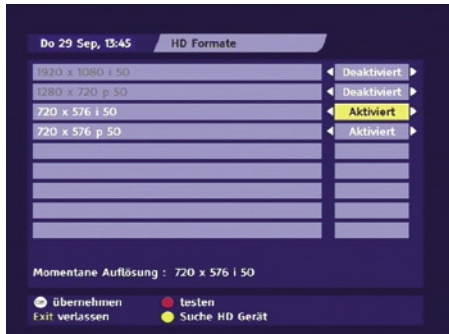 Do 29 Sep, 13:45 HD Formate
1920 x 1080 i 50 Deaktiviert
1280 x 720 p 50 Deaktiviert
720 x 576 i 50 Aktiviert
720 x 576 p 50 Aktiviert
Momentane Auflösung : 720 x 576 i 50
OK übernehmen testen
Exit verlassen Suche HD Gerät